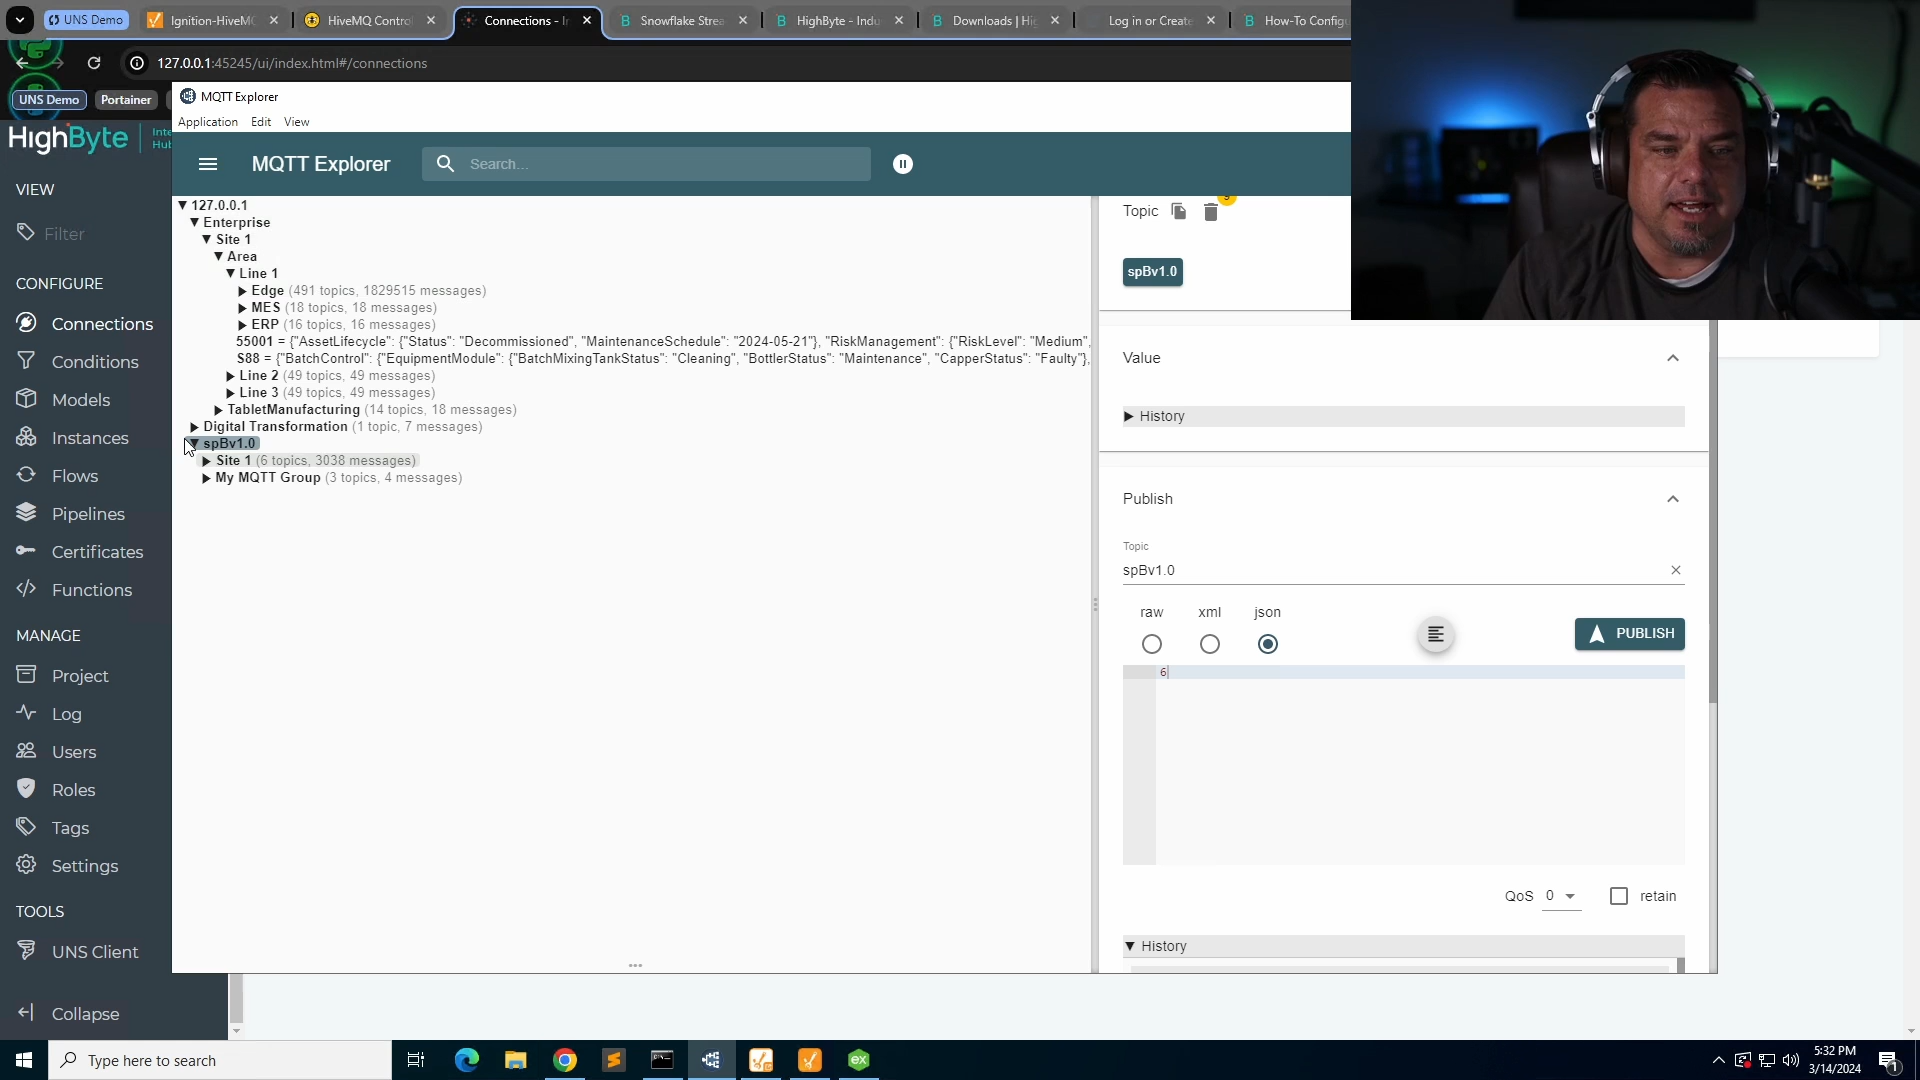 UNS Demo
Ignition-HiveMQ
HiveMQ Control
Connections - In
Snowflake Strea
HighByte - Indu
Downloads | Hig
Log in or Create
How-To Configu
127.0.0.1:45245/ui/index.html#/connections
UNS Demo
Portainer
MQTT Explorer
Application
Edit
View
HighByte
Inte
Hub
MQTT Explorer
Search...
VIEW
Filter
CONFIGURE
Connections
Conditions
Models
Instances
Flows
Pipelines
Certificates
Functions
MANAGE
Project
Log
Users
Roles
Tags
Settings
TOOLS
UNS Client
Collapse
127.0.0.1
Enterprise
Site 1
Area
Line 1
Edge (491 topics, 1829515 messages)
MES (18 topics, 18 messages)
ERP (16 topics, 16 messages)
55001 = {"AssetLifecycle": {"Status": "Decommissioned", "MaintenanceSchedule": "2024-05-21"}, "RiskManagement": {"RiskLevel": "Medium",
S88 = {"BatchControl": {"EquipmentModule": {"BatchMixingTankStatus": "Cleaning", "BottlerStatus": "Maintenance", "CapperStatus": "Faulty"},
Line 2 (49 topics, 49 messages)
Line 3 (49 topics, 49 messages)
TabletManufacturing (14 topics, 18 messages)
Digital Transformation (1 topic, 7 messages)
spBv1.0
Site 1 (6 topics, 3038 messages)
My MQTT Group (3 topics, 4 messages)
Topic
spBv1.0
Value
History
Publish
Topic
spBv1.0
raw
xml
json
PUBLISH
6
QoS
0
retain
History
Type here to search
5:32 PM
3/14/2024
1